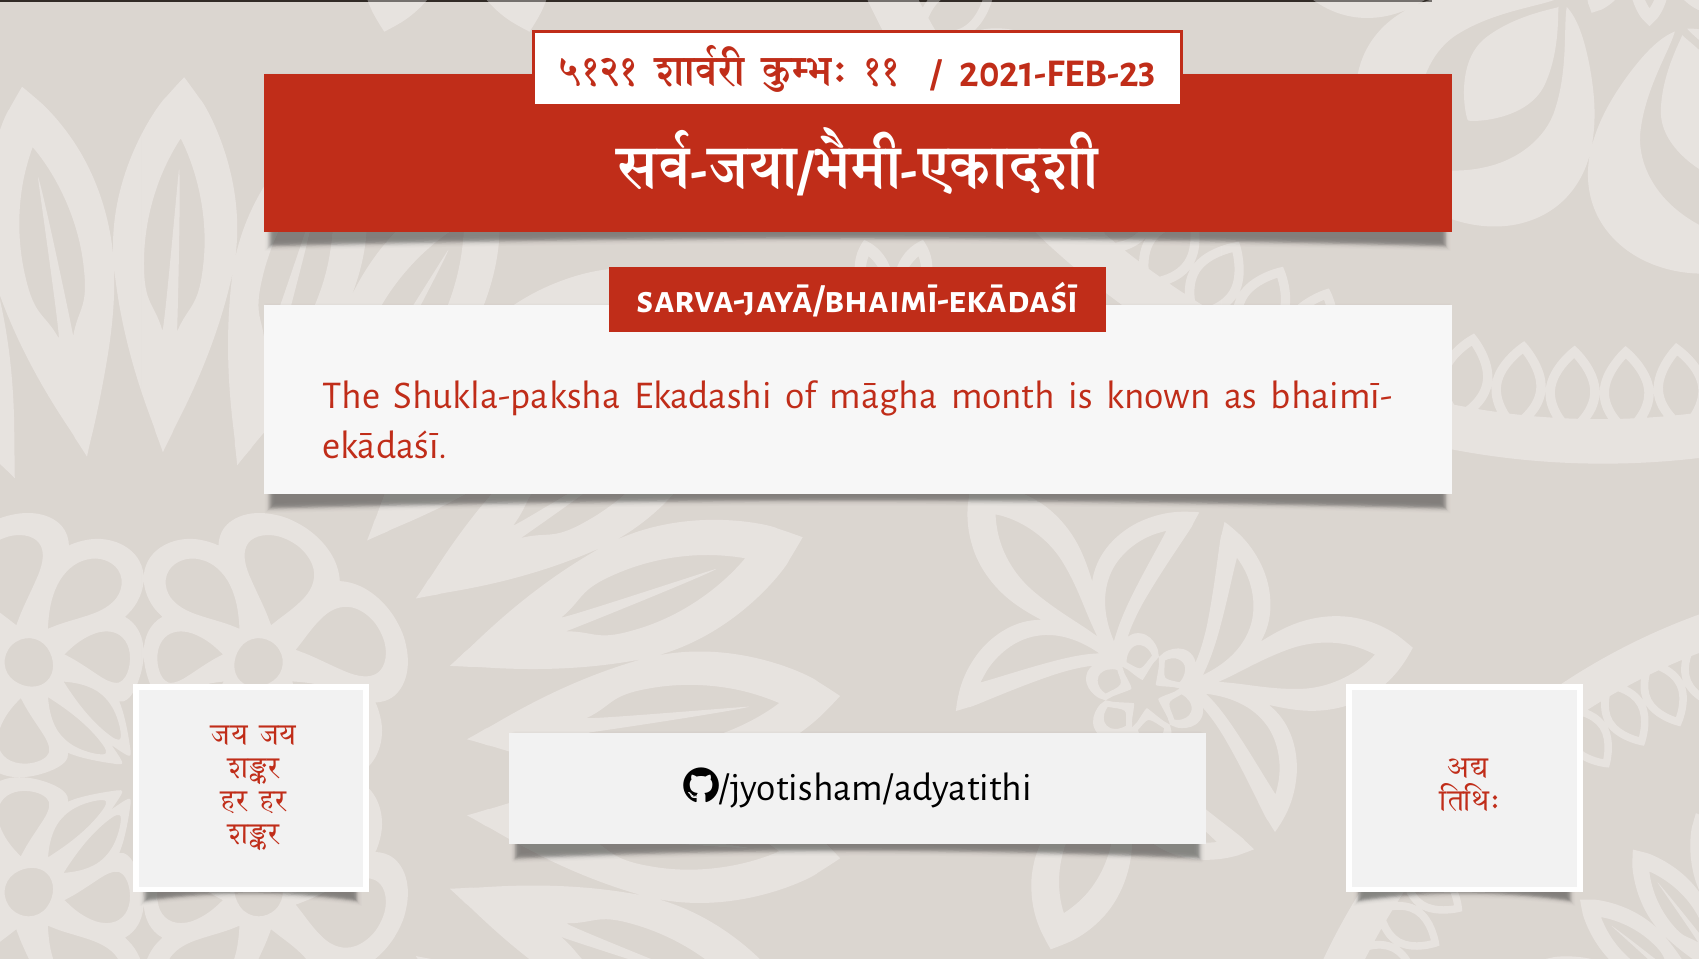 ५१२१ शार्वरी कुम्भः ११ / 2021-FEB-23
सर्व-जया/भैमी-एकादशी
SARVA-JAYĀ/BHAIMĪ-EKĀDAŚĪ
The Shukla-paksha Ekadashi of māgha month is known as bhaimī-
ekādaśī.
जय जय
शङ्कर
हर हर
शङ्कर
/jyotisham/adyatithi
अद्य
तिथिः